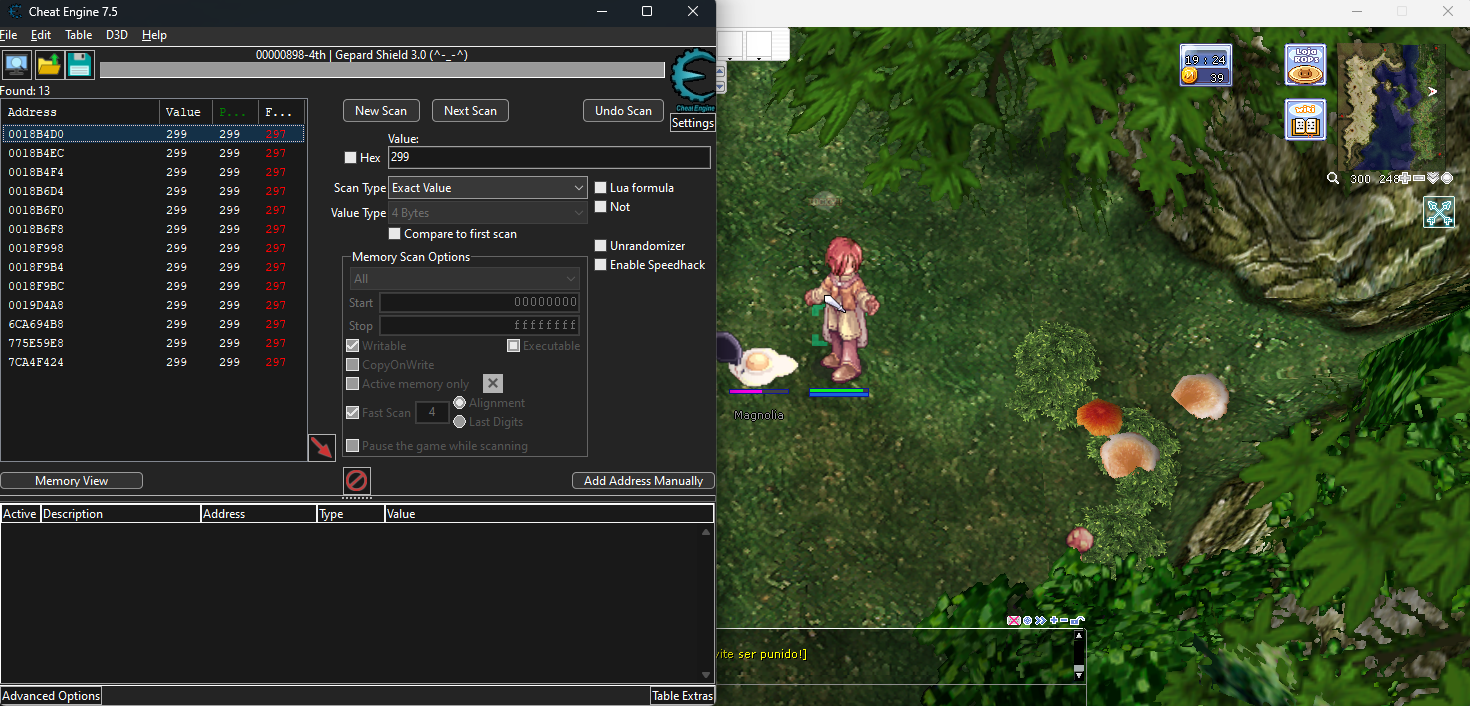 Cheat Engine 7.5
File Edit Table D3D Help
00000898-4th | Gepard Shield 3.0 (^-_-^)
Cheat Engine
Settings
Found: 13
Address Value P... F...
0018B4D0 299 299 297
0018B4EC 299 299 297
0018B4F4 299 299 297
0018B6D4 299 299 297
0018B6F0 299 299 297
0018B6F8 299 299 297
0018F998 299 299 297
0018F9B4 299 299 297
0018F9BC 299 299 297
0019D4A8 299 299 297
6CA694B8 299 299 297
775E59E8 299 299 297
7CA4F424 299 299 297
New Scan Next Scan Undo Scan
Value:
Hex 299
Scan Type Exact Value
Lua formula
Value Type 4 Bytes
Not
Compare to first scan
Unrandomizer
Enable Speedhack
Memory Scan Options
All
Start 00000000
Stop ffffffff
Writable Executable
CopyOnWrite
Active memory only
Fast Scan 4 Alignment
Last Digits
Pause the game while scanning
Memory View
Add Address Manually
Active Description Address Type Value
Advanced Options
Table Extras
19 : 24
39
Loja
ROPs
wiki
300 248
Magnolia
vite ser punido!]